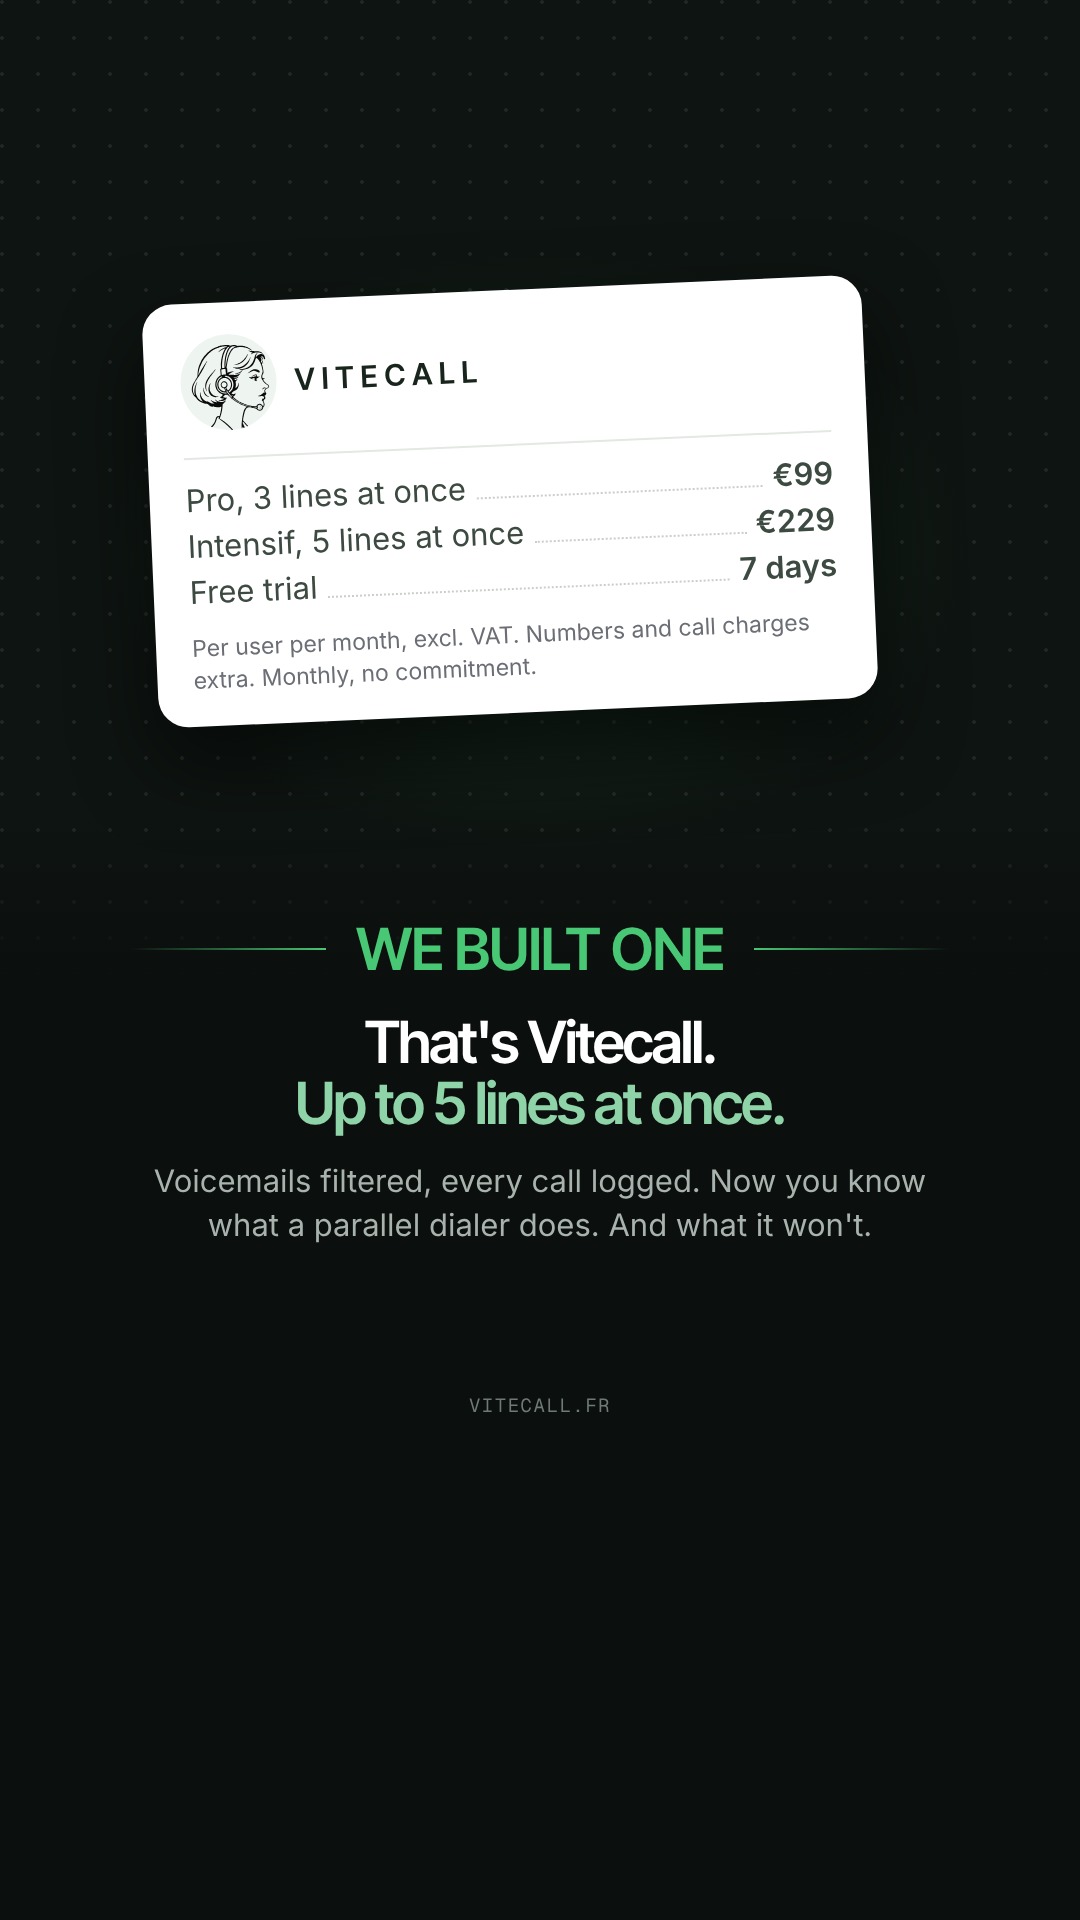 VITECALL
Pro, 3 lines at once €99
Intensif, 5 lines at once €229
Free trial 7 days
Per user per month, excl. VAT. Numbers and call charges
extra. Monthly, no commitment.
WE BUILT ONE
That's Vitecall.
Up to 5 lines at once.
Voicemails filtered, every call logged. Now you know
what a parallel dialer does. And what it won't.
VITECALL.FR